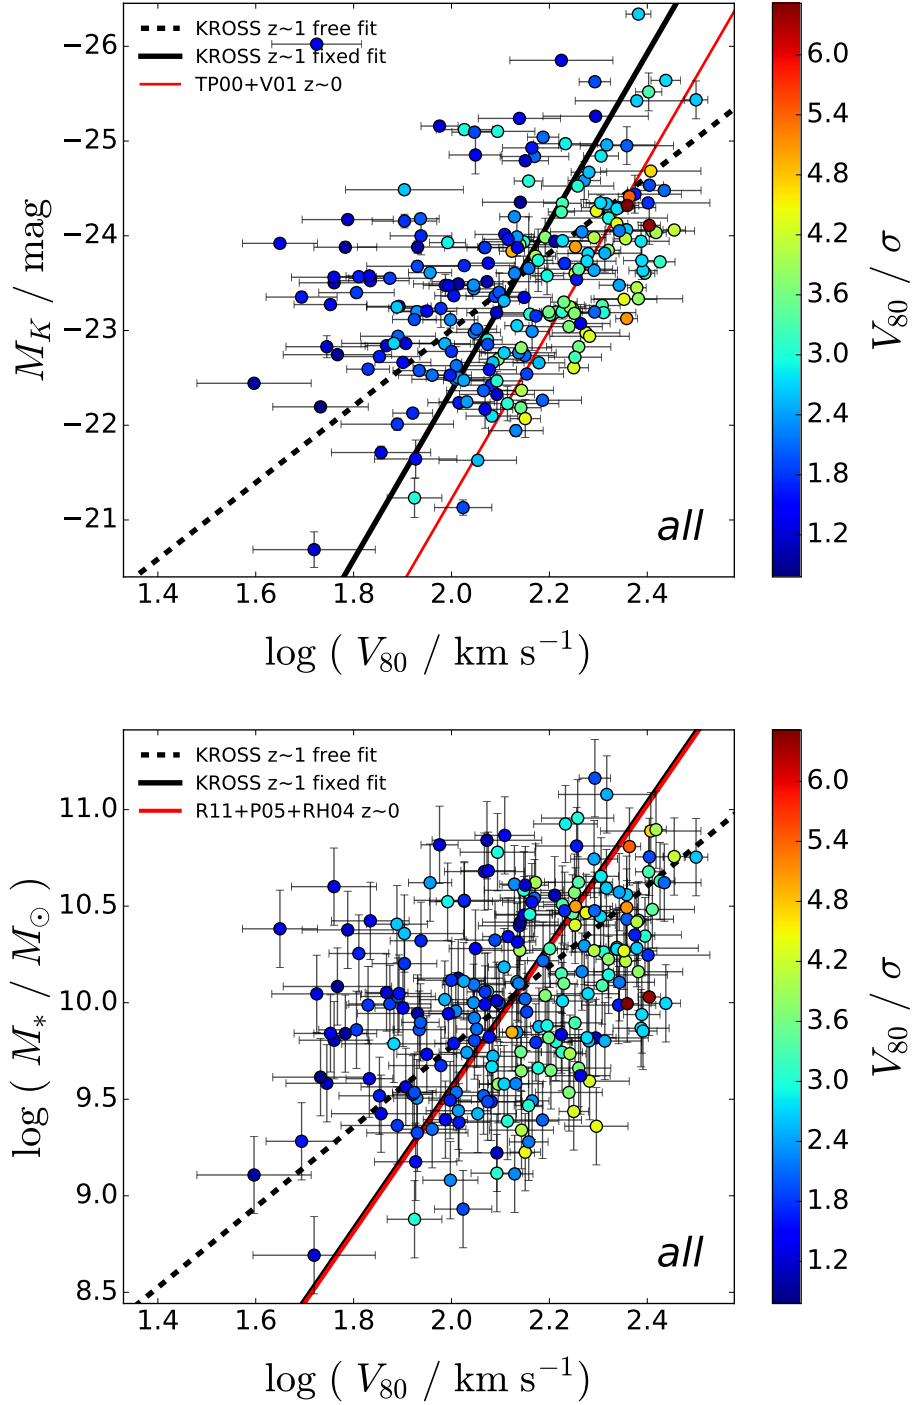 KROSS z~1 free fit
KROSS z~1 fixed fit
TP00+V01 z~0
−26
−25
−24
−23
−22
−21
M_K / mag
all
1.4 1.6 1.8 2.0 2.2 2.4
log ( V_80 / km s^−1)
6.0
5.4
4.8
4.2
3.6
3.0
2.4
1.8
1.2
V_80 / σ
KROSS z~1 free fit
KROSS z~1 fixed fit
R11+P05+RH04 z~0
11.0
10.5
10.0
9.5
9.0
8.5
log ( M_* / M_⊙)
all
1.4 1.6 1.8 2.0 2.2 2.4
log ( V_80 / km s^−1)
6.0
5.4
4.8
4.2
3.6
3.0
2.4
1.8
1.2
V_80 / σ